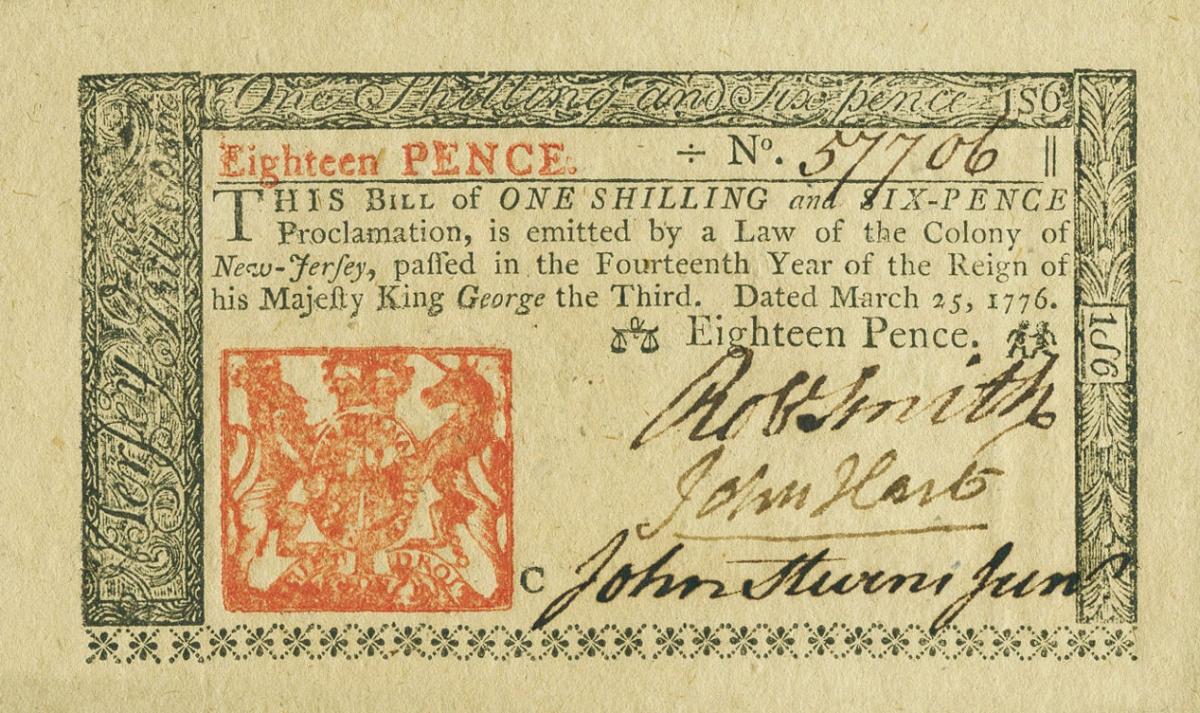 One Shilling and Six pence 1S6
Eighteen PENCE. ÷ Nº. 57706 ||
THIS BILL of ONE SHILLING and SIX-PENCE
Proclamation, is emitted by a Law of the Colony of
New-Jerſey, paſſed in the Fourteenth Year of the Reign of
his Majeſty King George the Third. Dated March 25, 1776.
Eighteen Pence.
1S6
Robt Smith
John Hart
C John Stevens Junr
Jerſey
DROI